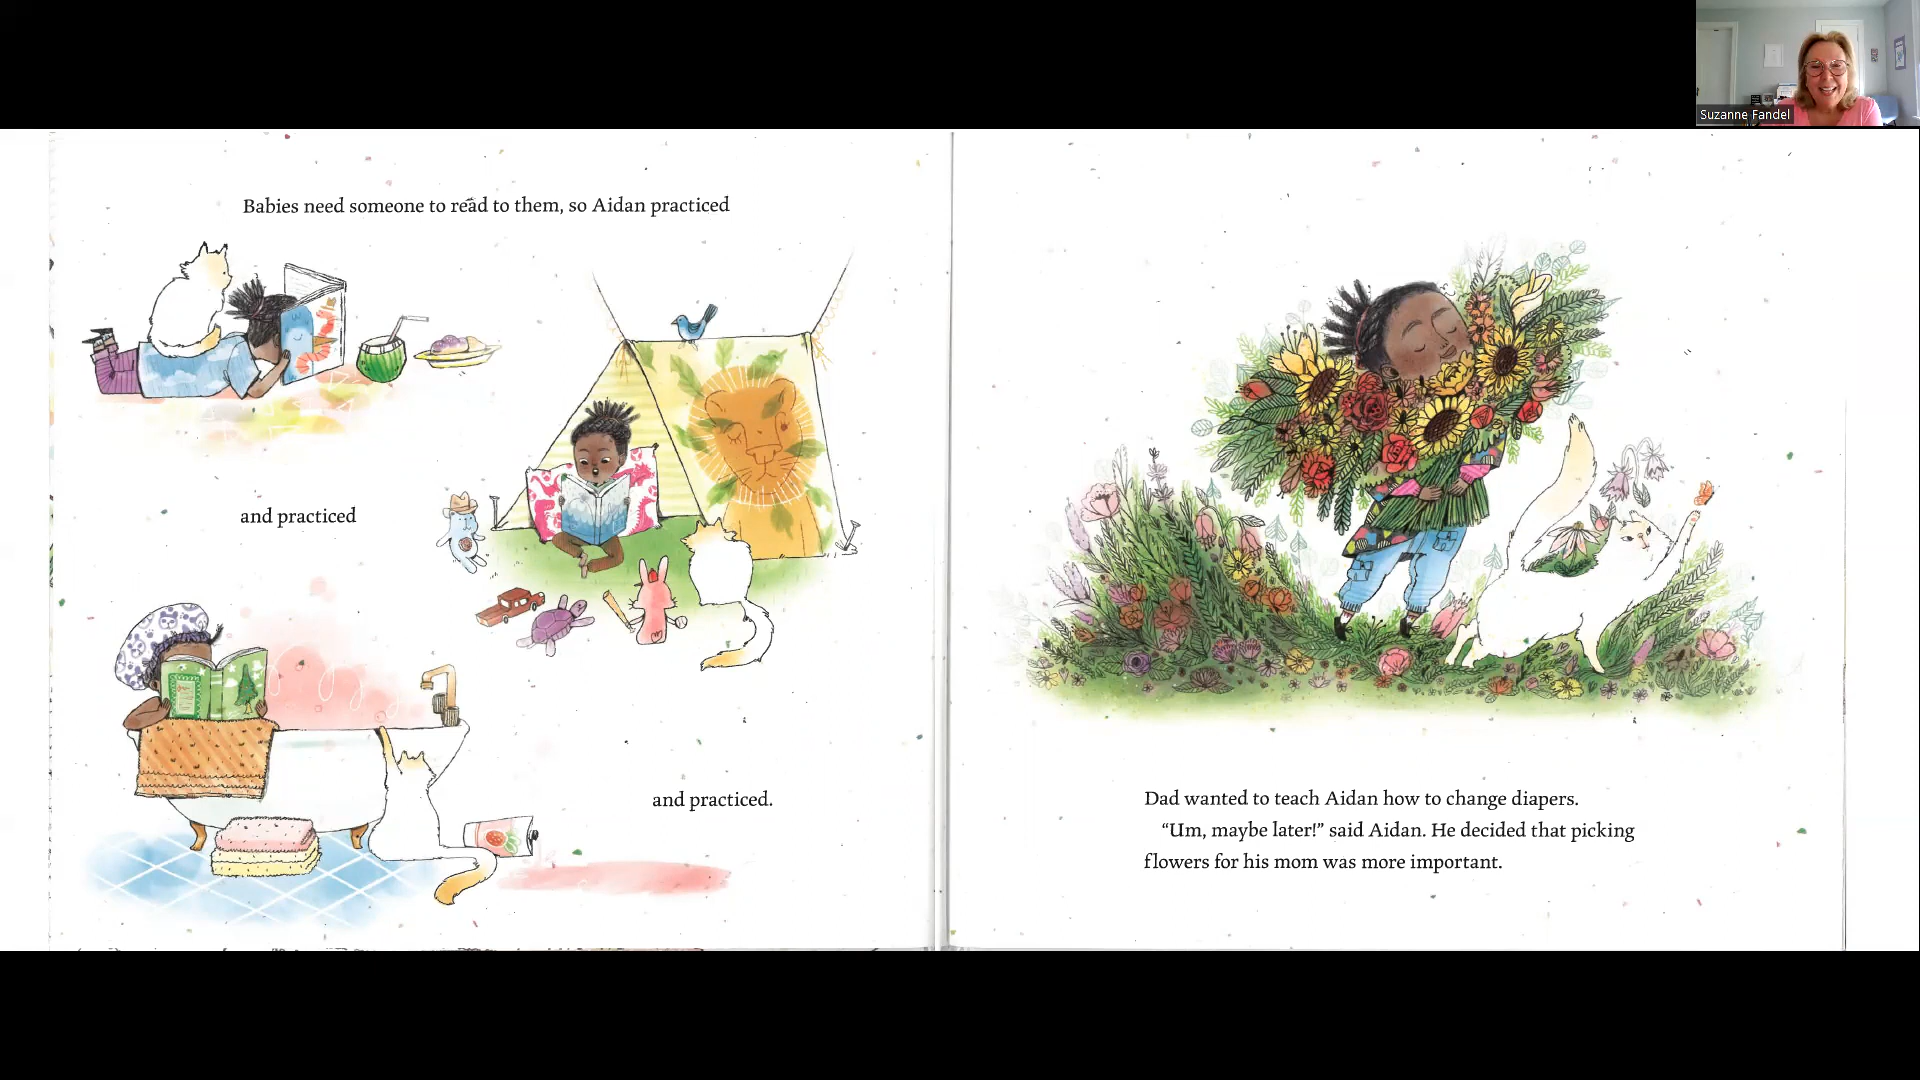 Suzanne Fandel
Babies need someone to read to them, so Aidan practiced
and practiced
and practiced.
Dad wanted to teach Aidan how to change diapers.
“Um, maybe later!” said Aidan. He decided that picking
flowers for his mom was more important.